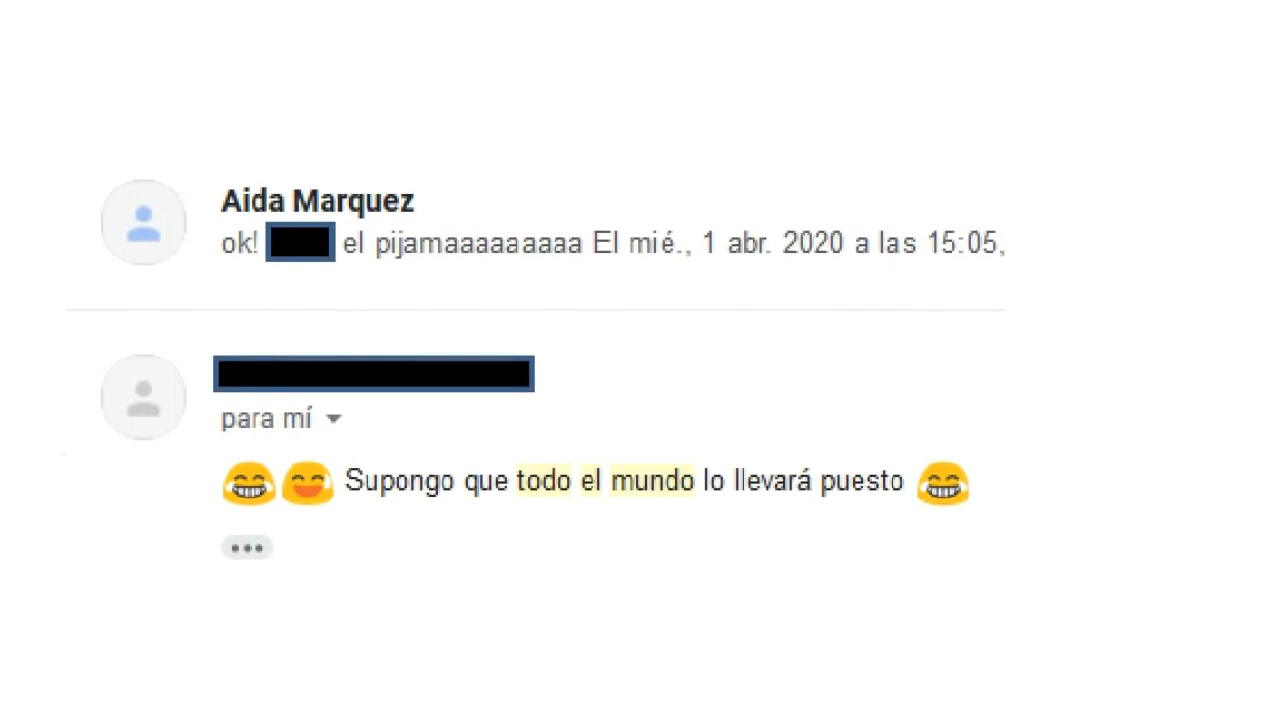 Aida Marquez
ok! el pijamaaaaaaaaa El mié., 1 abr. 2020 a las 15:05,
para mí
😂😅 Supongo que todo el mundo lo llevará puesto 😂